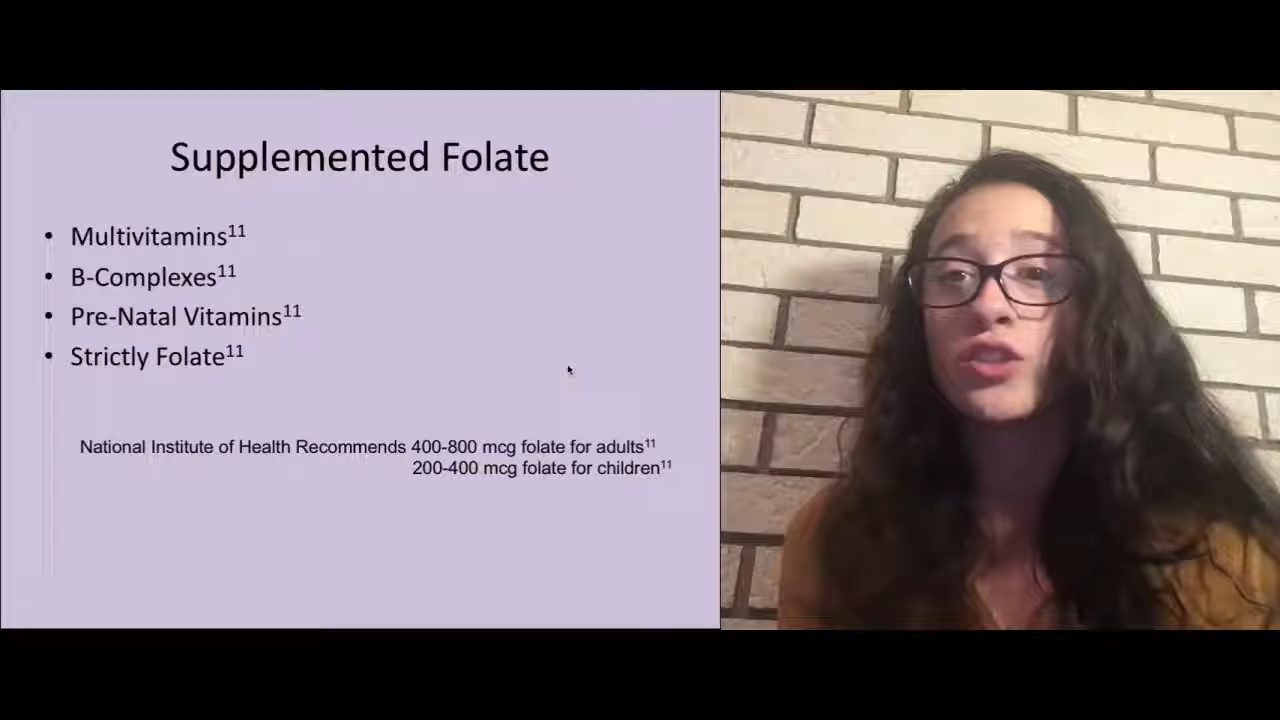 Supplemented Folate
• Multivitamins¹¹
• B-Complexes¹¹
• Pre-Natal Vitamins¹¹
• Strictly Folate¹¹
National Institute of Health Recommends 400-800 mcg folate for adults¹¹
200-400 mcg folate for children¹¹